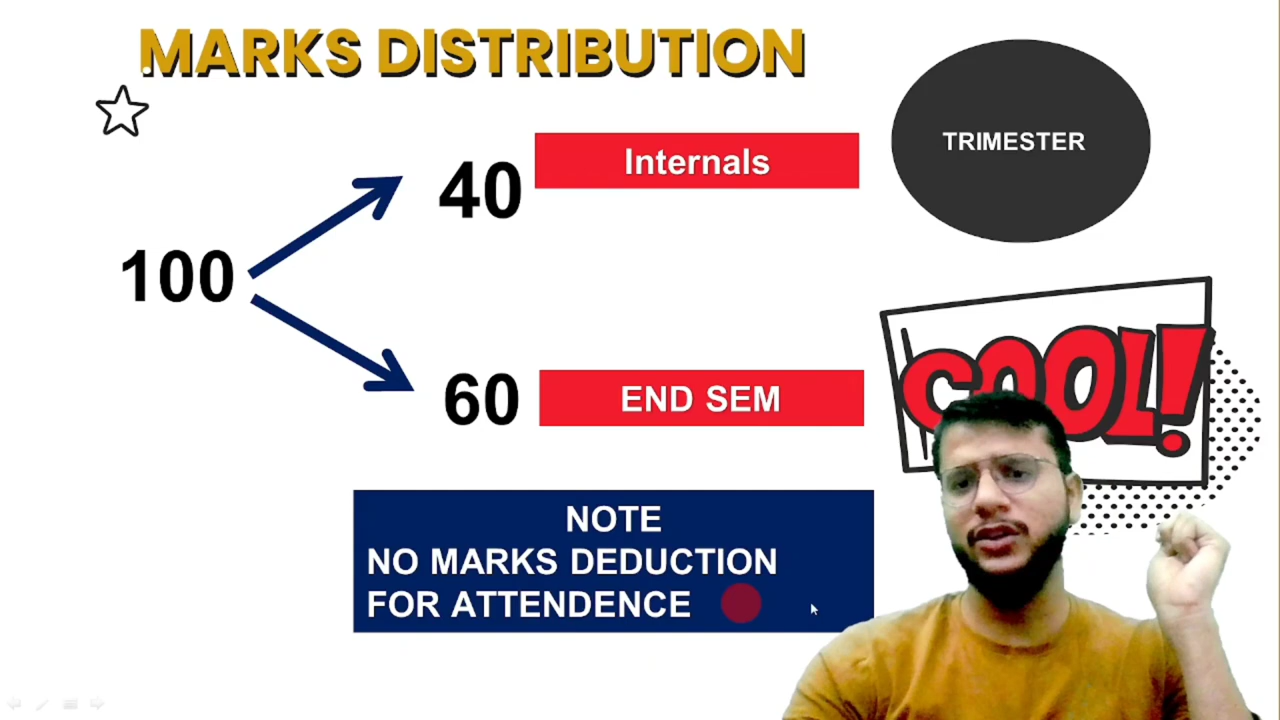 MARKS DISTRIBUTION
TRIMESTER
40 Internals
100
COOL!
60 END SEM
NOTE
NO MARKS DEDUCTION
FOR ATTENDENCE